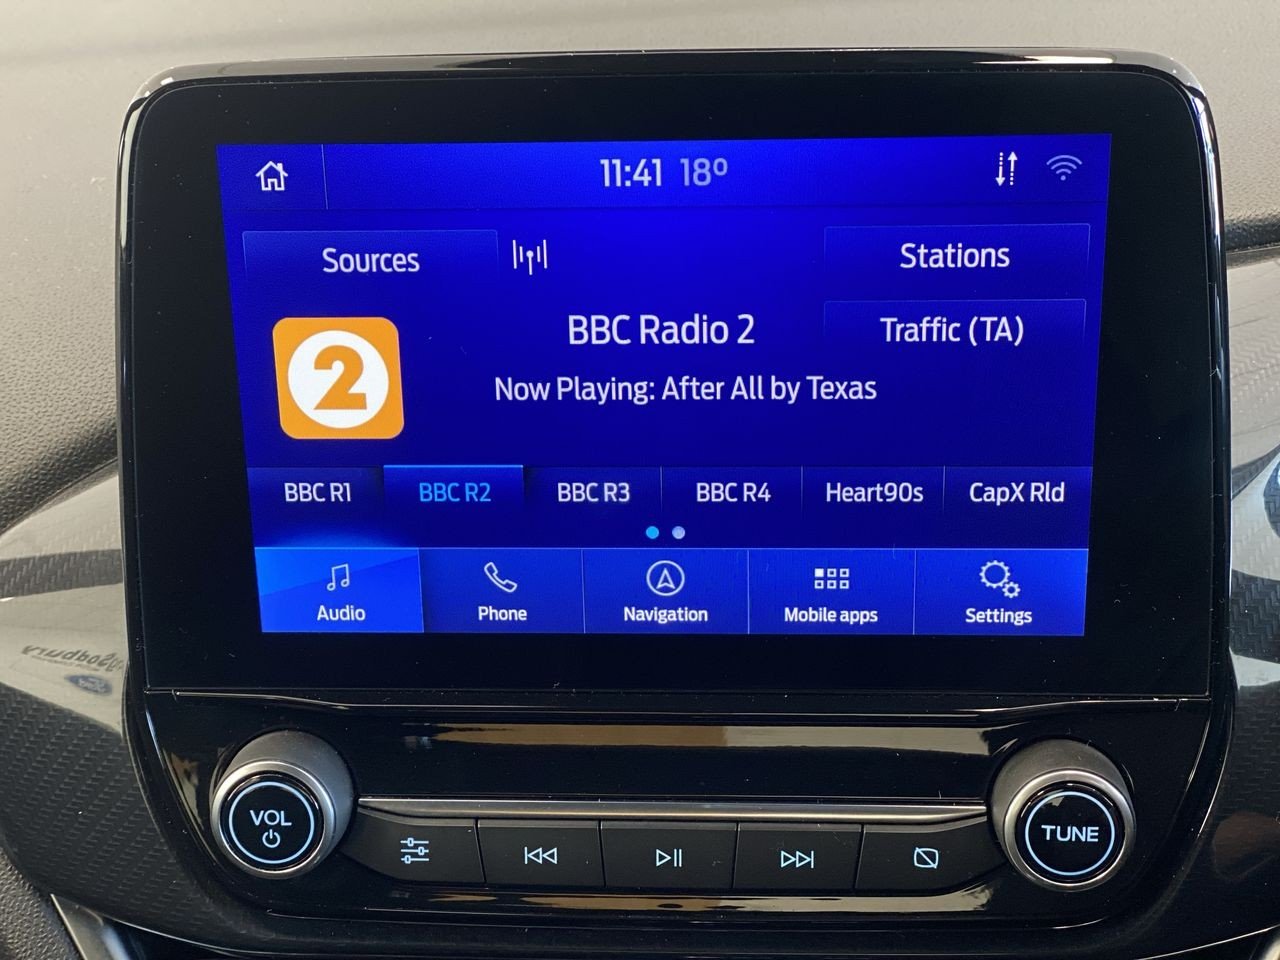 11:41 18°
Sources
Stations
BBC Radio 2
Traffic (TA)
2
Now Playing: After All by Texas
BBC R1
BBC R2
BBC R3
BBC R4
Heart90s
CapX Rld
Audio
Phone
Navigation
Mobile apps
Settings
VOL
TUNE